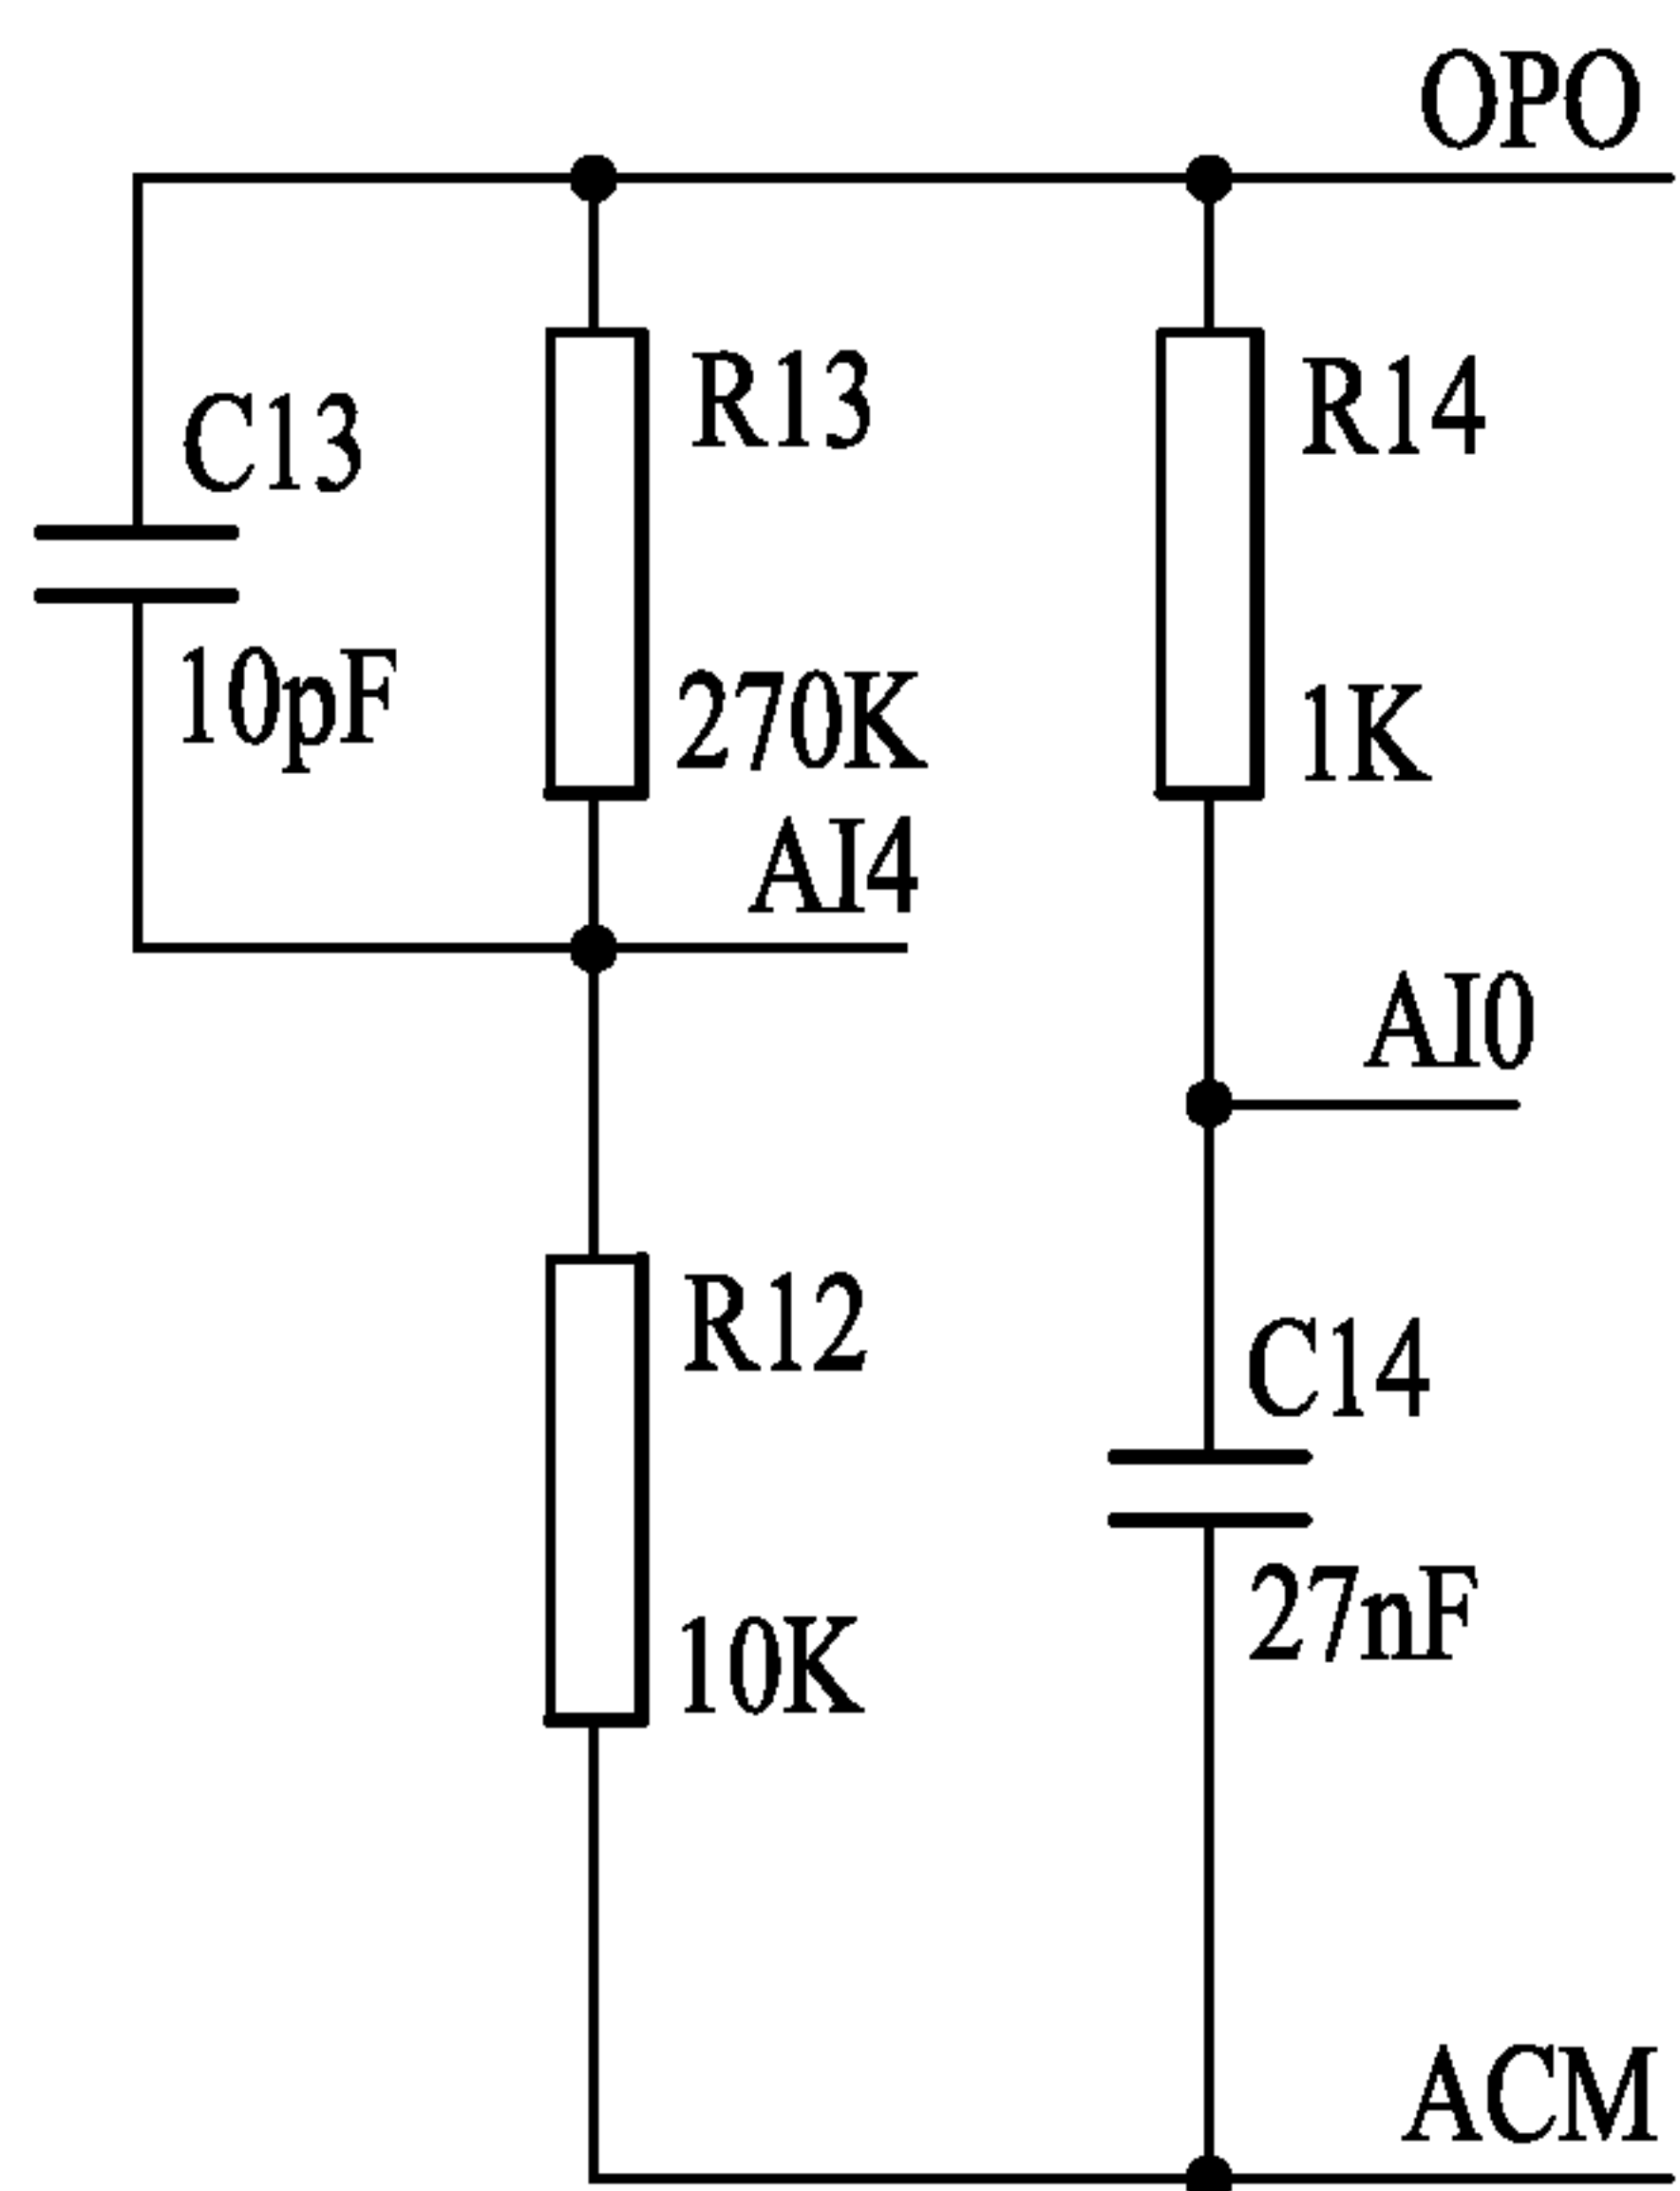 OPO
R13
R14
C13
10pF
270K
1K
AI4
AI0
R12
C14
27nF
10K
ACM